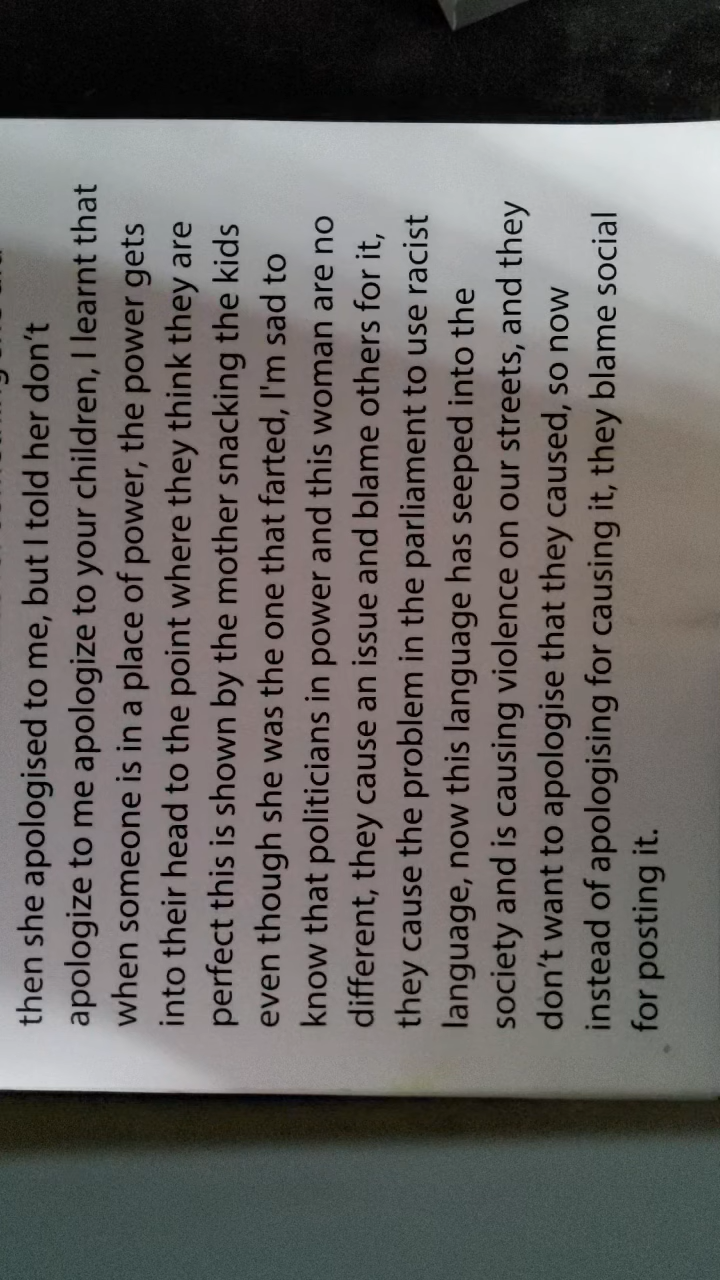 then she apologised to me, but I told her don't
apologize to me apologize to your children, I learnt that
when someone is in a place of power, the power gets
into their head to the point where they think they are
perfect this is shown by the mother snacking the kids
even though she was the one that farted, I'm sad to
know that politicians in power and this woman are no
different, they cause an issue and blame others for it,
they cause the problem in the parliament to use racist
language, now this language has seeped into the
society and is causing violence on our streets, and they
don't want to apologise that they caused, so now
instead of apologising for causing it, they blame social
for posting it.